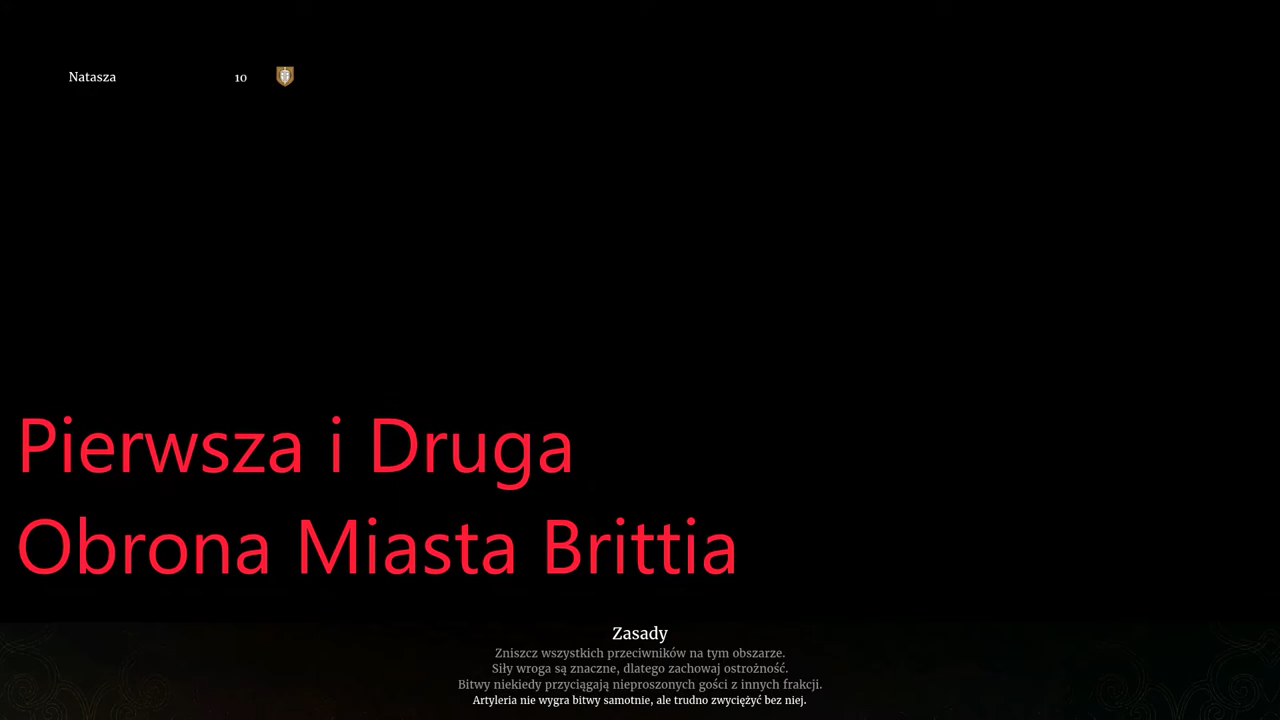 Natasza 10
Pierwsza i Druga
Obrona Miasta Brittia
Zasady
Zniszcz wszystkich przeciwników na tym obszarze.
Siły wroga są znaczne, dlatego zachowaj ostrożność.
Bitwy niekiedy przyciągają nieproszonych gości z innych frakcji.
Artyleria nie wygra bitwy samotnie, ale trudno zwyciężyć bez niej.